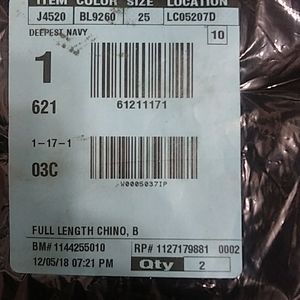 ITEM COLOR SIZE LOCATION
J4520 BL9260 25 LC05207D
DEEPEST NAVY
10
1
621
61211171
1-17-1
03C
W0005037IP
FULL LENGTH CHINO, B
BM# 1144255010 RP# 1127179881 0002
12/05/18 07:21 PM Qty 2